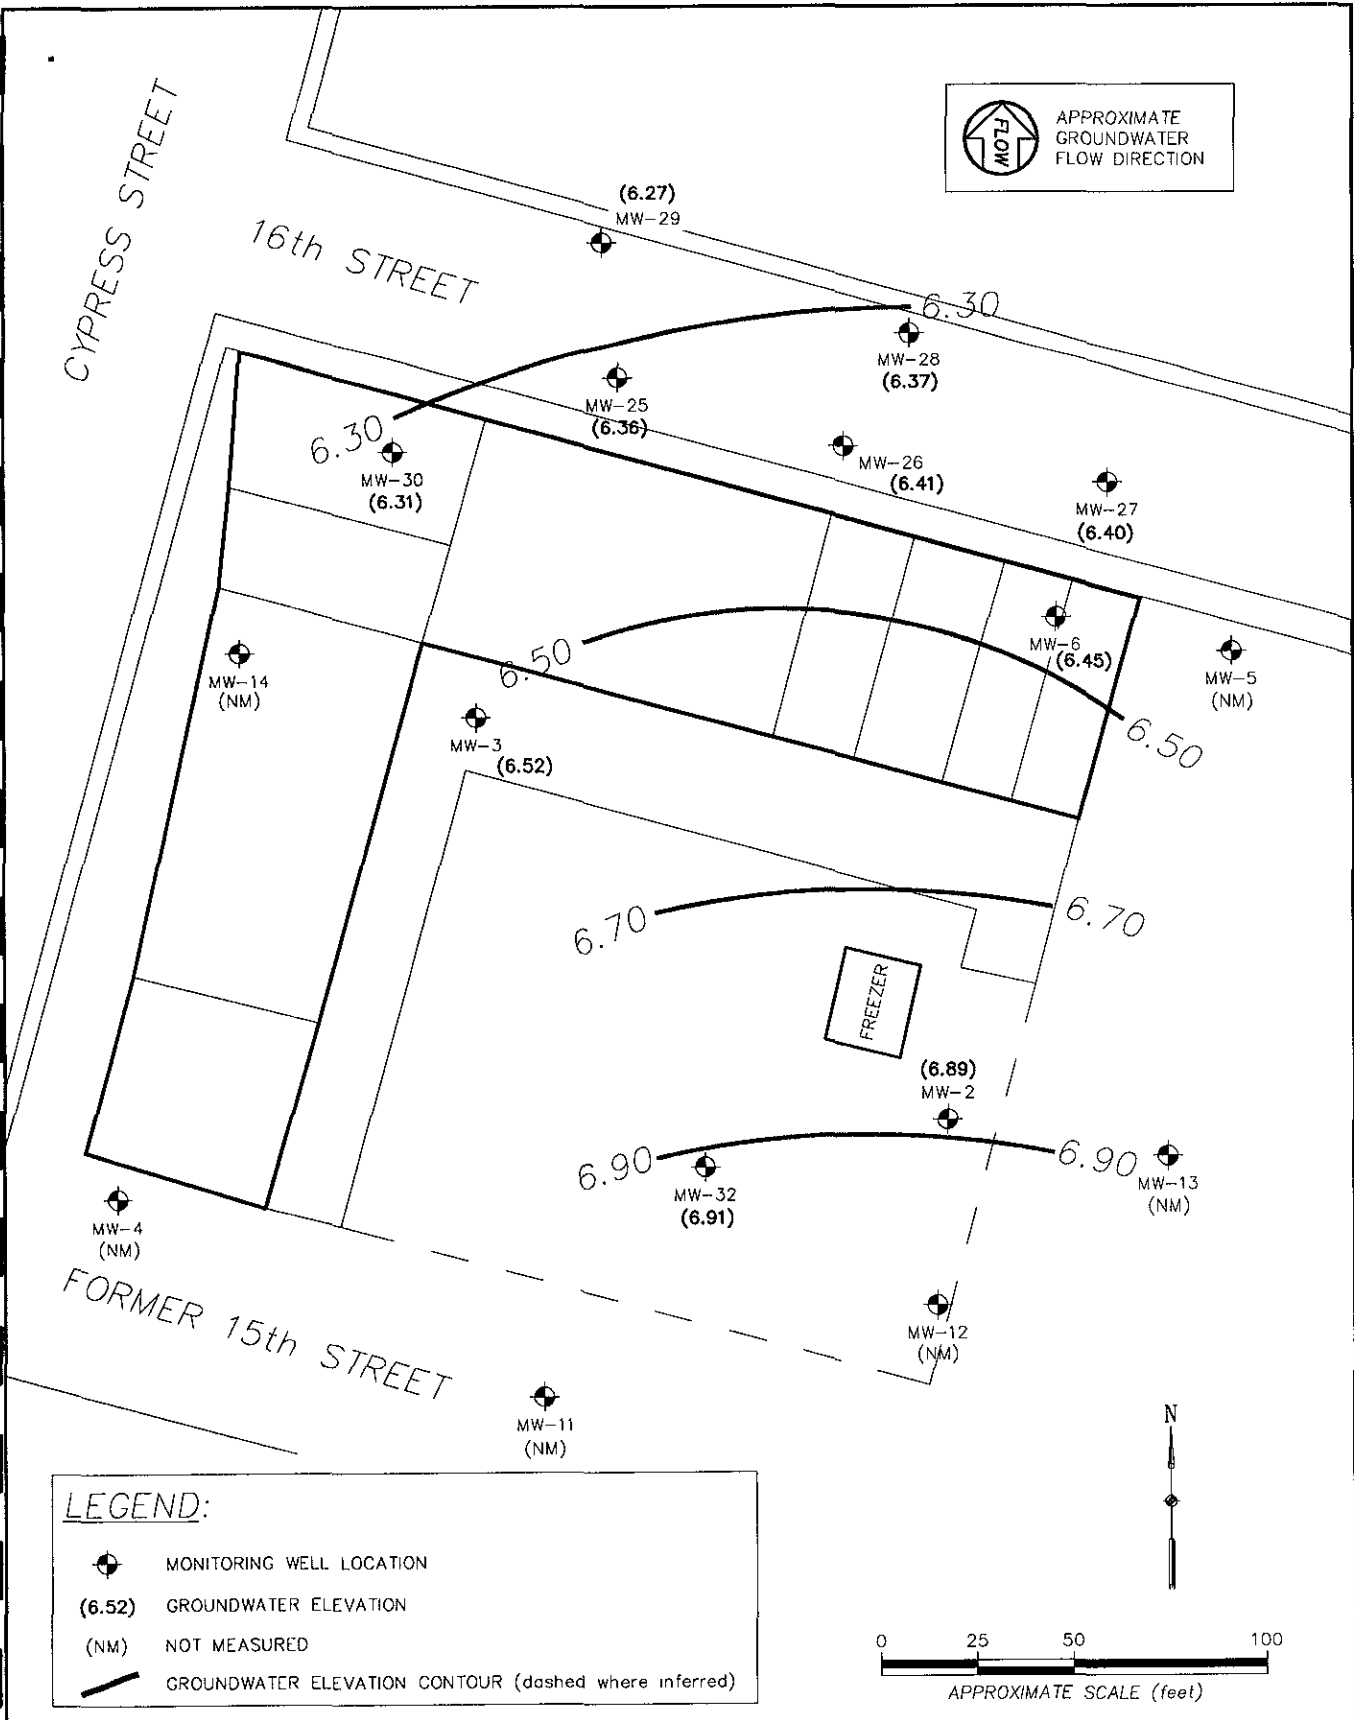 CYPRESS STREET
16th STREET
FLOW
APPROXIMATE
GROUNDWATER
FLOW DIRECTION
(6.27)
MW-29
6.30
MW-28
(6.37)
MW-25
(6.36)
6.30
MW-30
(6.31)
MW-26
(6.41)
MW-27
(6.40)
MW-6
(6.45)
MW-5
(NM)
6.50
6.50
MW-14
(NM)
MW-3
(6.52)
6.70
6.70
FREEZER
(6.89)
MW-2
6.90
6.90
MW-13
(NM)
MW-32
(6.91)
MW-4
(NM)
FORMER 15th STREET
MW-12
(NM)
MW-11
(NM)
N
LEGEND:
MONITORING WELL LOCATION
(6.52) GROUNDWATER ELEVATION
(NM) NOT MEASURED
GROUNDWATER ELEVATION CONTOUR (dashed where inferred)
0 25 50 100
APPROXIMATE SCALE (feet)